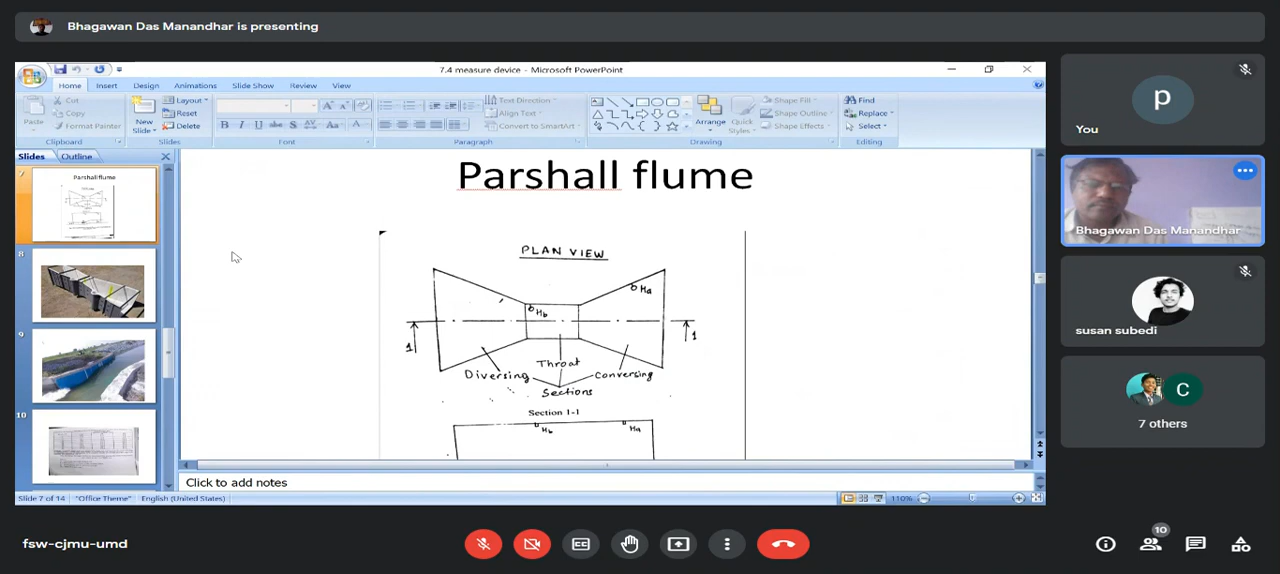 Bhagawan Das Manandhar is presenting
7.4 measure device - Microsoft PowerPoint
Home Insert Design Animations Slide Show Review View
Paste
Cut
Copy
Format Painter
Clipboard
New Slide
Layout
Reset
Delete
Slides
B I U abc S AV Aa A
Font
Text Direction
Align Text
Convert to SmartArt
Paragraph
Arrange
Quick Styles
Shape Fill
Shape Outline
Shape Effects
Drawing
Find
Replace
Select
Editing
Slides Outline
7
Parshall flume
8
9
10
Parshall flume
PLAN VIEW
Ha
Hb
1 1
Throat
Diversing Conversing
Sections
Section 1-1
Hb Ha
Click to add notes
Slide 7 of 14 "Office Theme" English (United States) 110%
P
You
Bhagawan Das Manandhar
susan subedi
C
7 others
fsw-cjmu-umd
CC
10